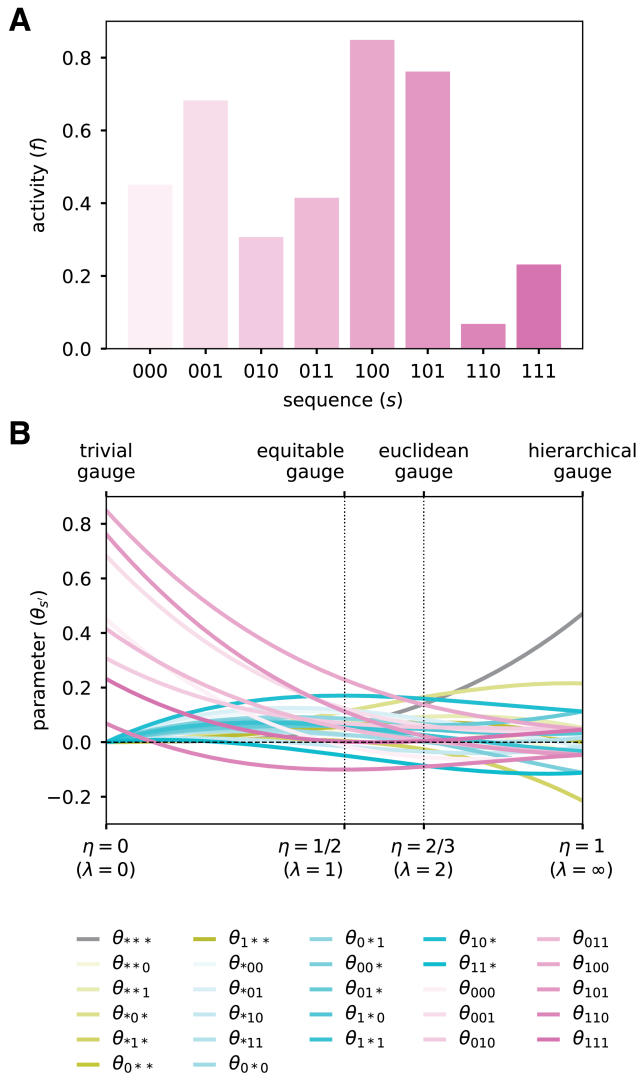 A
activity (f)
0.8
0.6
0.4
0.2
0.0
000 001 010 011 100 101 110 111
sequence (s)
B
trivial gauge
equitable gauge
euclidean gauge
hierarchical gauge
parameter (θs′)
0.8
0.6
0.4
0.2
0.0
−0.2
η = 0
(λ = 0)
η = 1/2
(λ = 1)
η = 2/3
(λ = 2)
η = 1
(λ = ∞)
θ***
θ**0
θ**1
θ*0*
θ*1*
θ0**
θ1**
θ*00
θ*01
θ*10
θ*11
θ0*0
θ0*1
θ00*
θ01*
θ1*0
θ1*1
θ10*
θ11*
θ000
θ001
θ010
θ011
θ100
θ101
θ110
θ111